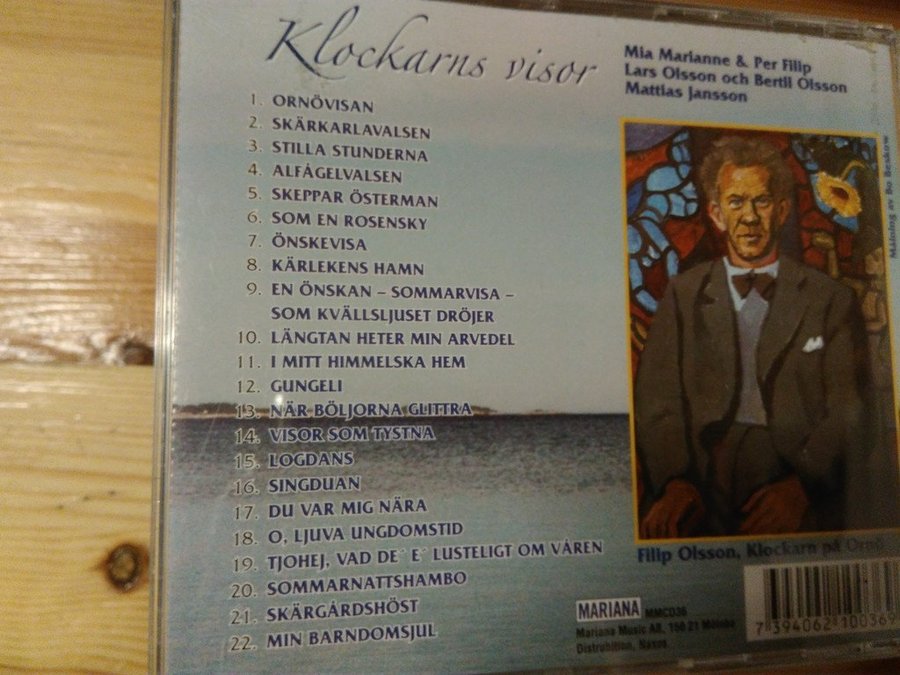 Klockarns visor
Mia Marianne & Per Filip
Lars Olsson och Bertil Olsson
Mattias Jansson
1. ORNÖVISAN
2. SKÄRKARLAVALSEN
3. STILLA STUNDERNA
4. ALFÅGELVALSEN
5. SKEPPAR ÖSTERMAN
6. SOM EN ROSENSKY
7. ÖNSKEVISA
8. KÄRLEKENS HAMN
9. EN ÖNSKAN – SOMMARVISA –
SOM KVÄLLSLJUSET DRÖJER
10. LÄNGTAN HETER MIN ARVEDEL
11. I MITT HIMMELSKA HEM
12. GUNGELI
13. NÄR BÖLJORNA GLITTRA
14. VISOR SOM TYSTNA
15. LOGDANS
16. SINGDUAN
17. DU VAR MIG NÄRA
18. O, LJUVA UNGDOMSTID
19. TJOHEJ, VAD DE´ E´ LUSTELIGT OM VÅREN
20. SOMMARNATTSHAMBO
21. SKÄRGÅRDSHÖST
22. MIN BARNDOMSJUL
Målning av Bo Beskow
Filip Olsson, Klockarn på Ornö
MARIANA MMCD36
Mariana Music AB, 150 21 Mölnbo
Distribution, Naxos
7 394062 100369